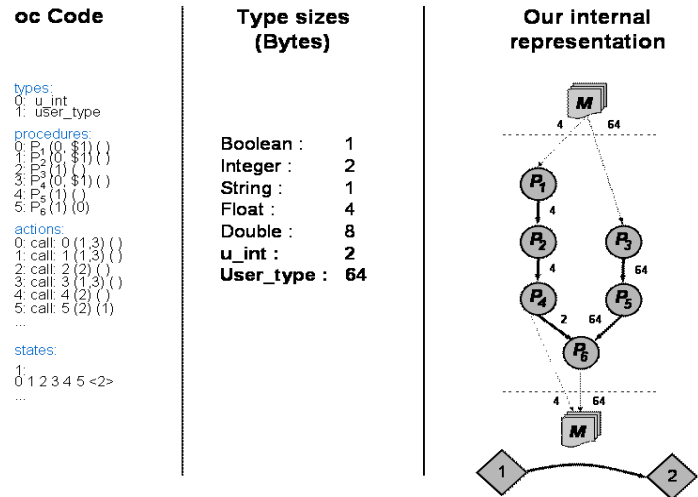 oc Code
types:
0: u_int
1: user_type
procedures:
0: P1 (0, $1) ( )
1: P2 (0, $1) ( )
2: P3 (1) ( )
3: P4 (0, $1) ( )
4: P5 (1) ( )
5: P6 (1) (0)
actions:
0: call: 0 (1,3) ( )
1: call: 1 (1,3) ( )
2: call: 2 (2) ( )
3: call: 3 (1,3) ( )
4: call: 4 (2) ( )
5: call: 5 (2) (1)
...
states:
1:
0 1 2 3 4 5 <2>
...
Type sizes
(Bytes)
Boolean : 1
Integer : 2
String : 1
Float : 4
Double : 8
u_int : 2
User_type : 64
Our internal
representation
M
4 64
P1
4
P2 P3
4 64
P4 P5
2 64
P6
4 64
M
1 2